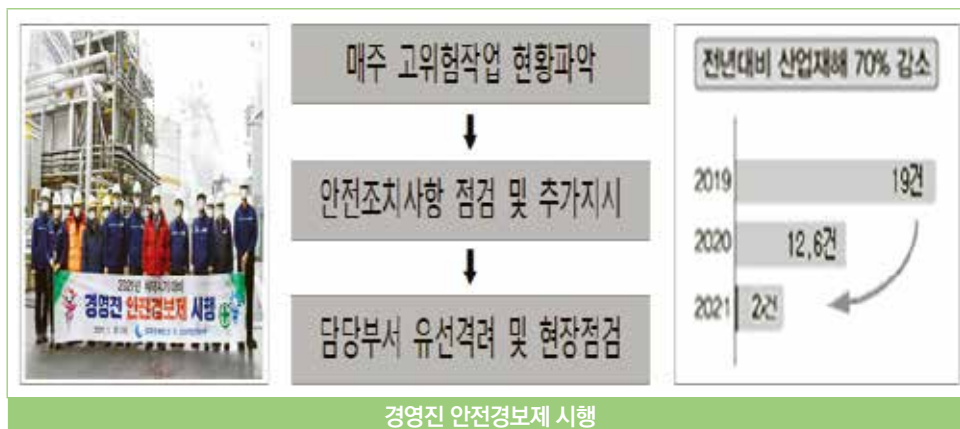 경영진 안전경보제 시행
매주 고위험작업 현황파악
안전조치사항 점검 및 추가지시
담당부서 유선격려 및 현장점검
전년대비 산업재해 70% 감소
2019 19건
2020 12,6건
2021 2건
경영진 안전경보제 시행